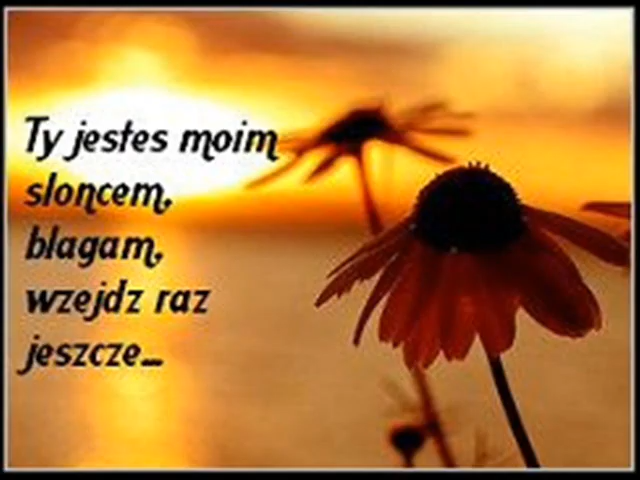 Ty jestes moim
sloncem,
blagam,
wzejdz raz
jeszcze...